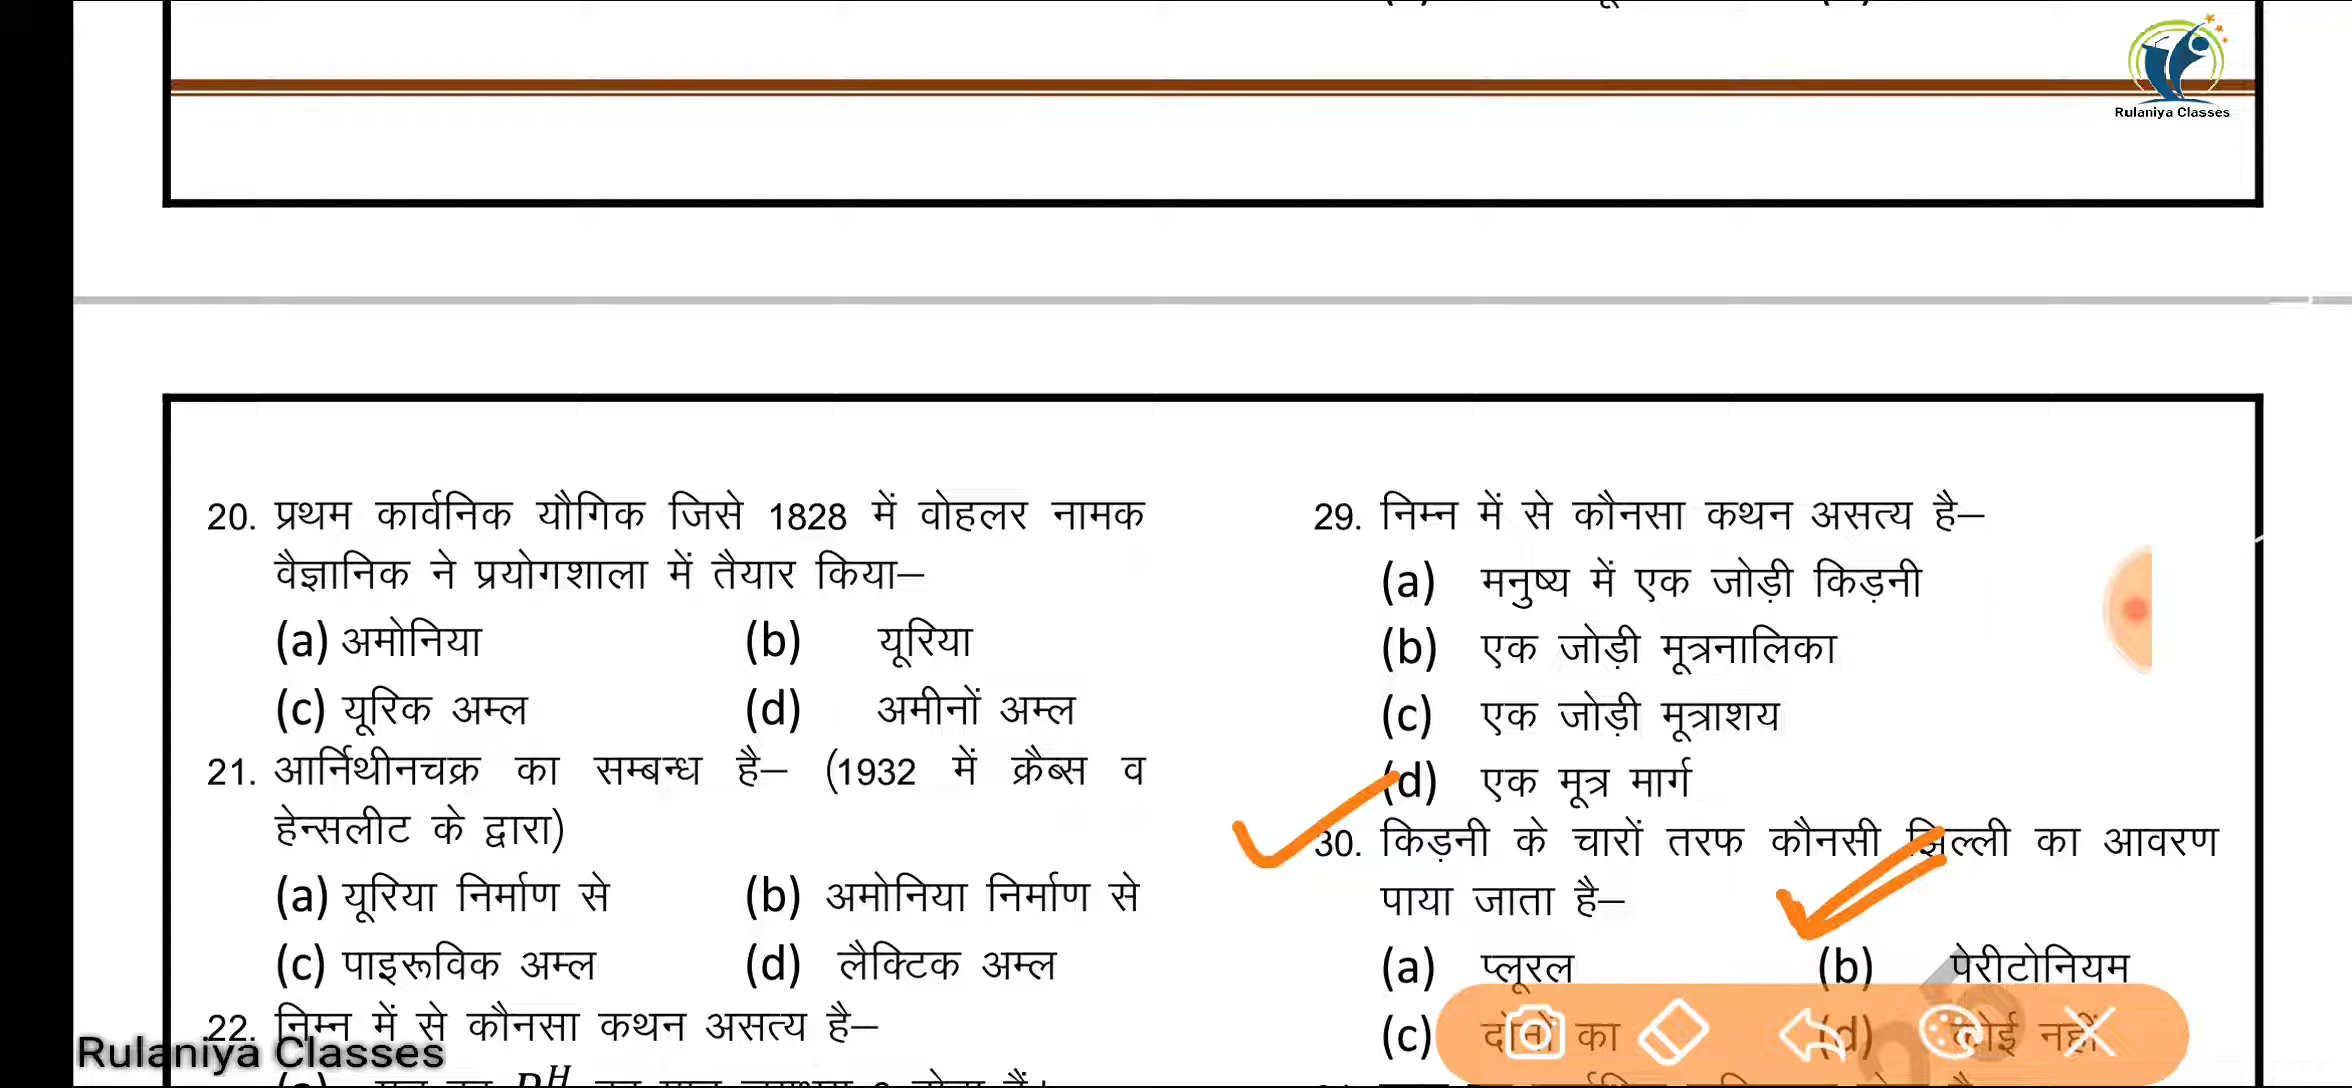 Rulaniya Classes
20. प्रथम कार्वनिक यौगिक जिसे 1828 में वोहलर नामक
वैज्ञानिक ने प्रयोगशाला में तैयार किया–
(a) अमोनिया (b) यूरिया
(c) यूरिक अम्ल (d) अमीनों अम्ल
21. आर्निथीनचक्र का सम्बन्ध है– (1932 में क्रैब्स व
हेन्सलीट के द्वारा)
(a) यूरिया निर्माण से (b) अमोनिया निर्माण से
(c) पाइरूविक अम्ल (d) लैक्टिक अम्ल
22. निम्न में से कौनसा कथन असत्य है–
29. निम्न में से कौनसा कथन असत्य है–
(a) मनुष्य में एक जोड़ी किड़नी
(b) एक जोड़ी मूत्रनालिका
(c) एक जोड़ी मूत्राशय
(d) एक मूत्र मार्ग
30. किड़नी के चारों तरफ कौनसी झिल्ली का आवरण
पाया जाता है–
(a) प्लूरल (b) पेरीटोनियम
(c) दोनों का (d) कोई नहीं
Rulaniya Classes